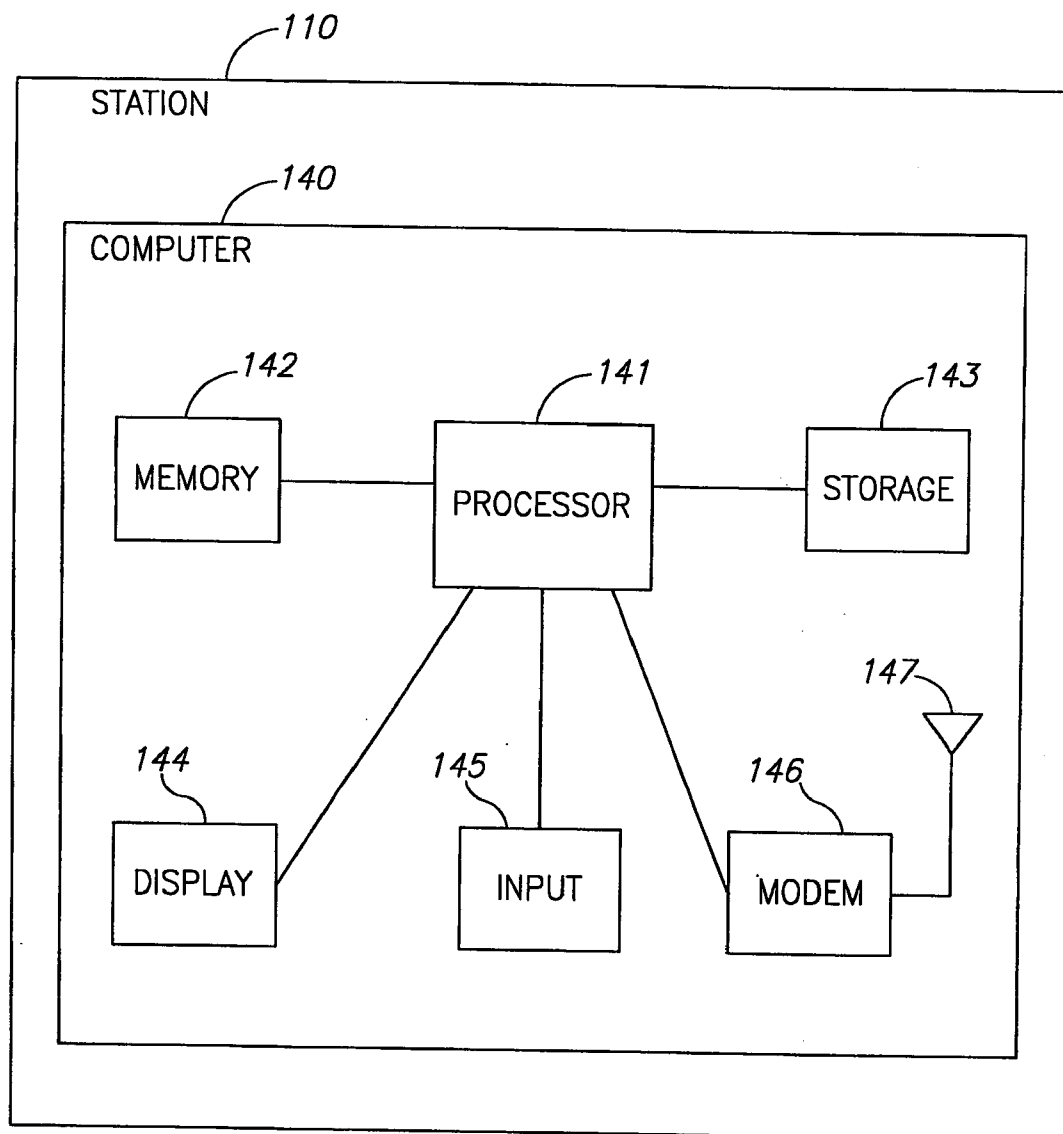 110
STATION
140
COMPUTER
142
141
143
MEMORY
PROCESSOR
STORAGE
147
144
145
146
DISPLAY
INPUT
MODEM